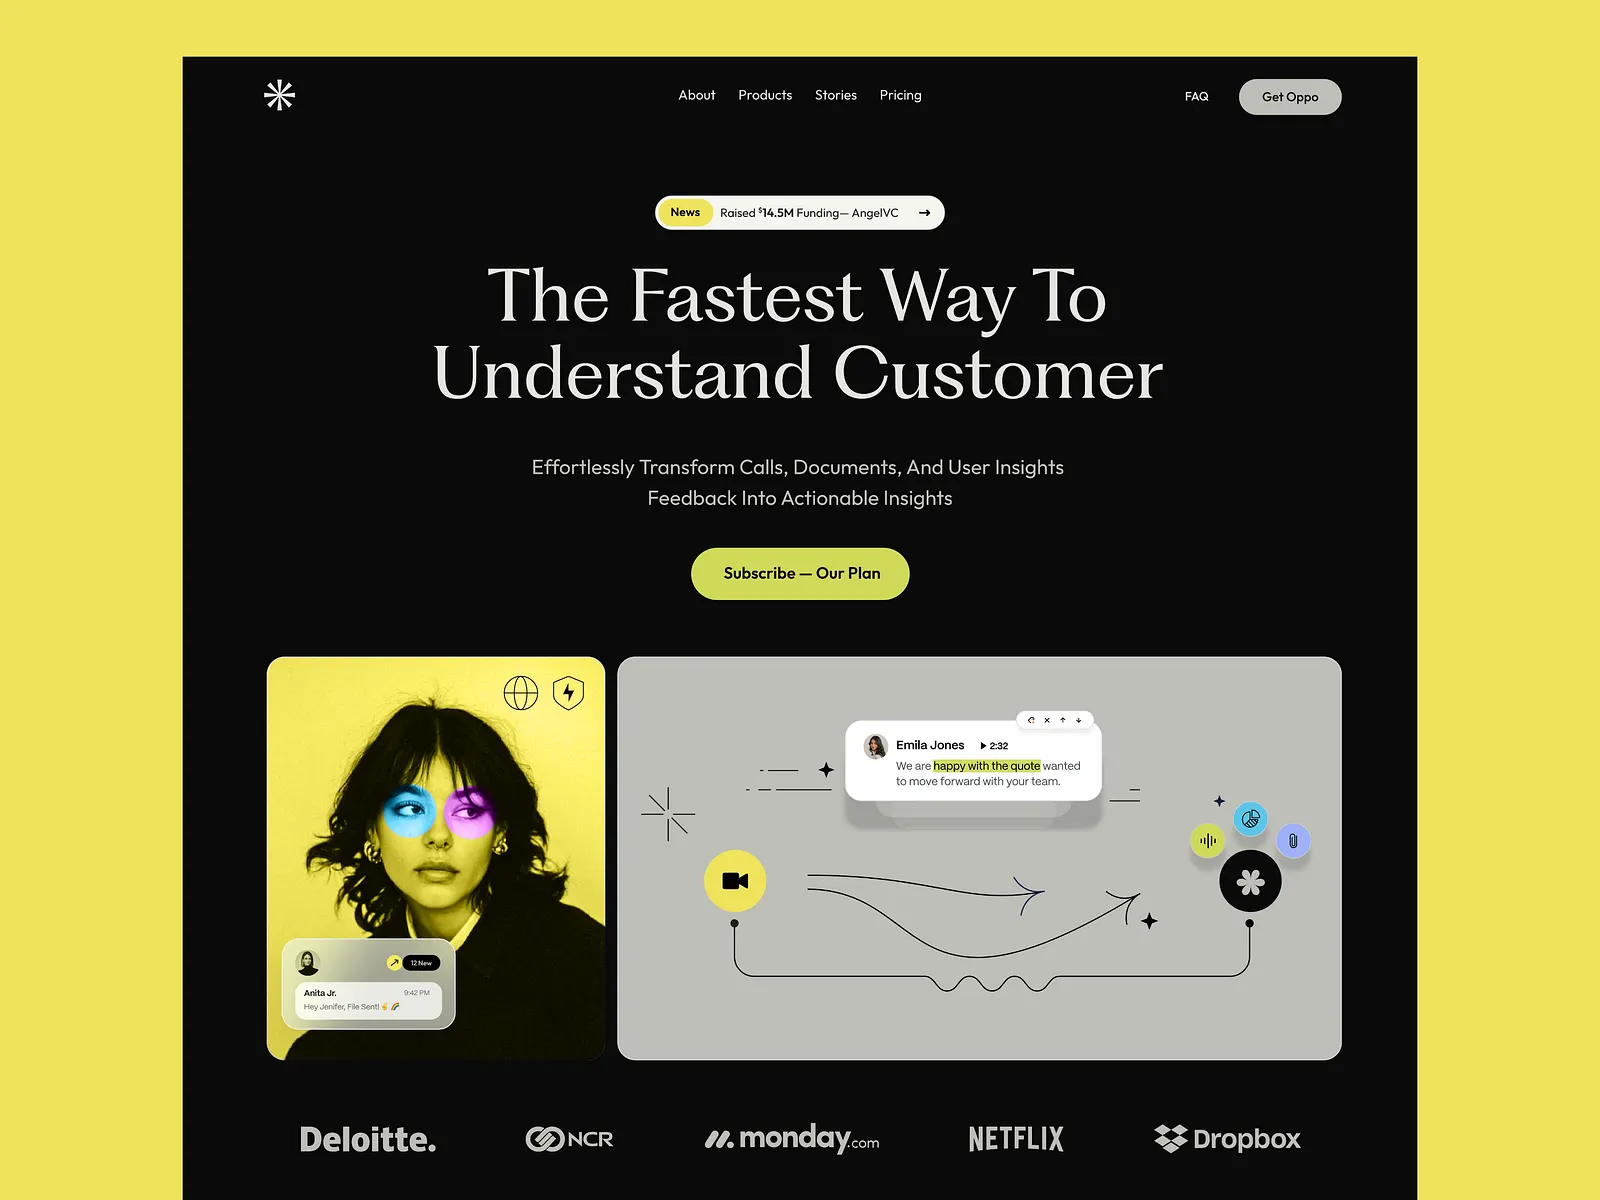 About Products Stories Pricing
FAQ
Get Oppo
News Raised $14.5M Funding— AngelVC
The Fastest Way To
Understand Customer
Effortlessly Transform Calls, Documents, And User Insights
Feedback Into Actionable Insights
Subscribe — Our Plan
12 New
Anita Jr. 9:42 PM
Hey Jenifer, File Sent! ✌️ 🌈
Emila Jones 2:32
We are happy with the quote wanted
to move forward with your team.
Deloitte.
NCR
monday.com
NETFLIX
Dropbox